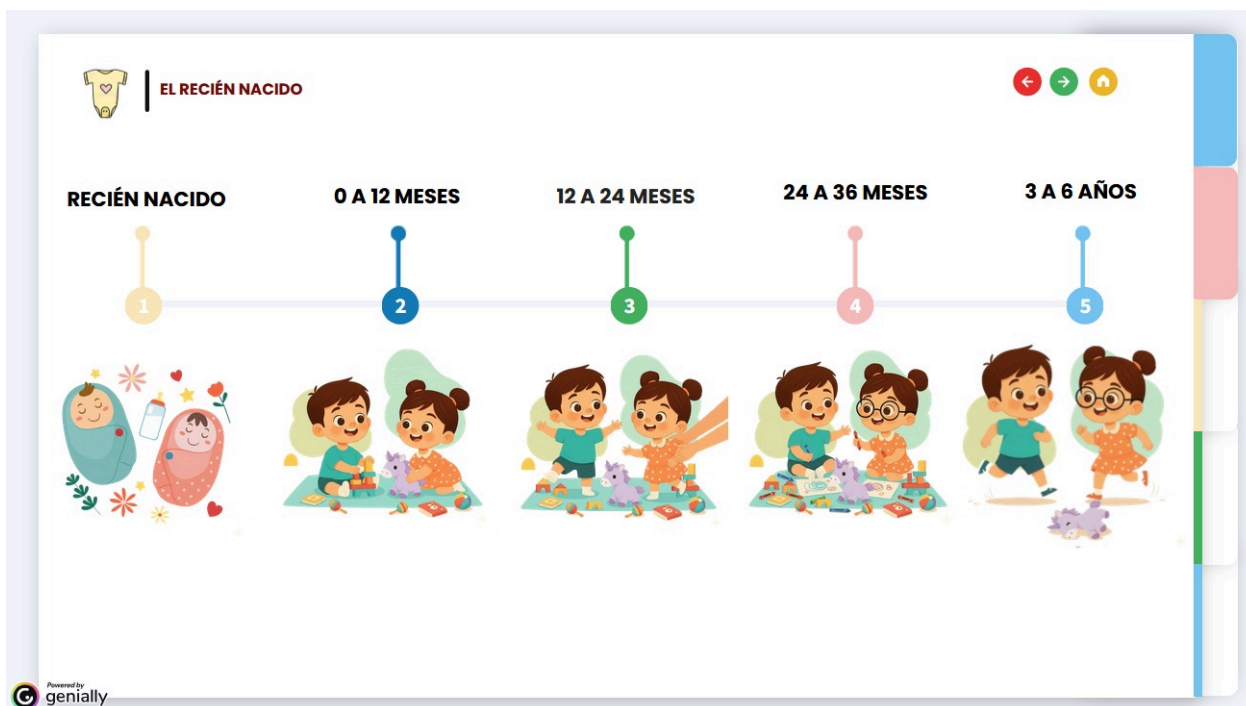 EL RECIÉN NACIDO
RECIÉN NACIDO
0 A 12 MESES
12 A 24 MESES
24 A 36 MESES
3 A 6 AÑOS
1
2
3
4
5
Powered by
genially